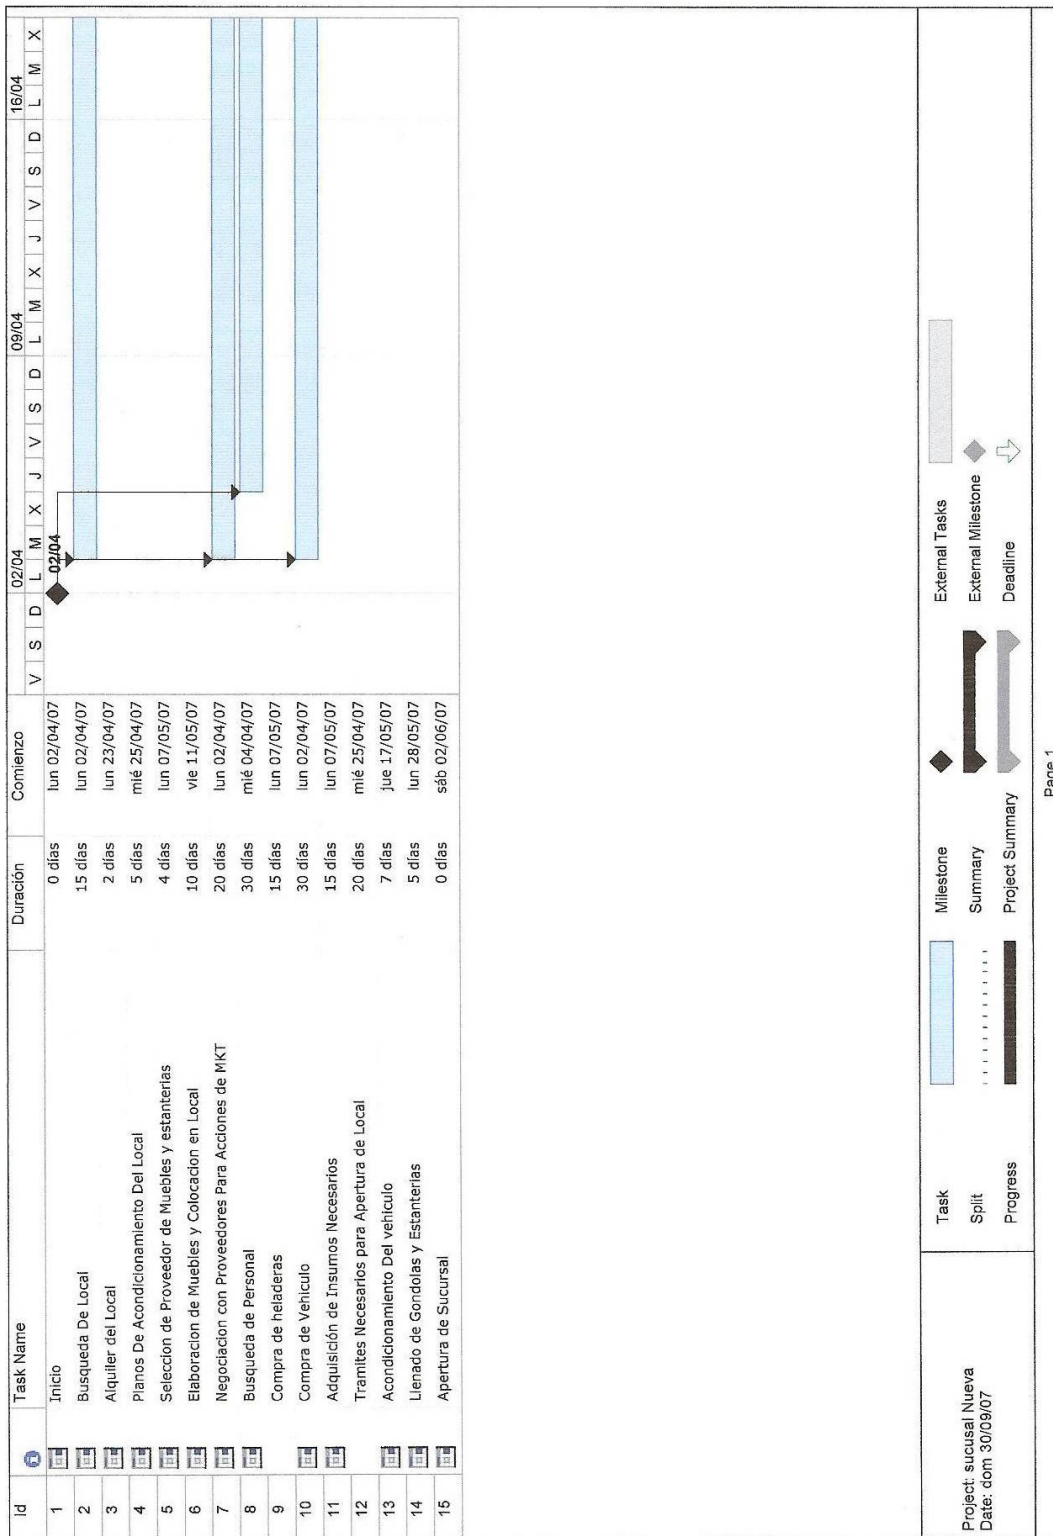 Id Task Name Duración Comienzo 02/04 09/04 16/04
V S D L M X J V S D L M X J V S D L M X
1 Inicio 0 días lun 02/04/07 02/04
2 Busqueda De Local 15 días lun 02/04/07
3 Alquiler del Local 2 días lun 23/04/07
4 Planos De Acondicionamiento Del Local 5 días mié 25/04/07
5 Seleccion de Proveedor de Muebles y estanterias 4 días lun 07/05/07
6 Elaboracion de Muebles y Colocacion en Local 10 días vie 11/05/07
7 Negociacion con Proveedores Para Acciones de MKT 20 días lun 02/04/07
8 Busqueda de Personal 30 días mié 04/04/07
9 Compra de heladeras 15 días lun 07/05/07
10 Compra de Vehiculo 30 días lun 02/04/07
11 Adquisición de Insumos Necesarios 15 días lun 07/05/07
12 Tramites Necesarios para Apertura de Local 20 días mié 25/04/07
13 Acondicionamiento Del vehiculo 7 días jue 17/05/07
14 Llenado de Gondolas y Estanterias 5 días lun 28/05/07
15 Apertura de Sucursal 0 días sáb 02/06/07
Project: sucusal Nueva
Date: dom 30/09/07
Task Milestone External Tasks
Split Summary External Milestone
Progress Project Summary Deadline
Page 1